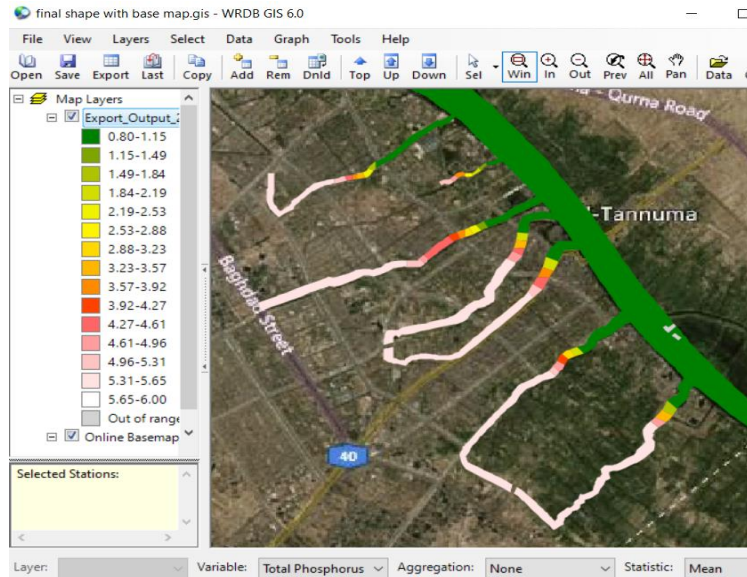 final shape with base map.gis - WRDB GIS 6.0
File View Layers Select Data Graph Tools Help
Open Save Export Last Copy Add Rem Dnld Top Up Down Sel Win In Out Prev All Pan Data
Map Layers
Export_Output_
0.80-1.15
1.15-1.49
1.49-1.84
1.84-2.19
2.19-2.53
2.53-2.88
2.88-3.23
3.23-3.57
3.57-3.92
3.92-4.27
4.27-4.61
4.61-4.96
4.96-5.31
5.31-5.65
5.65-6.00
Out of range
Online Basemap
Qurna Road
-Tannuma
Baghdad Street
40
Selected Stations:
Layer: Variable: Total Phosphorus Aggregation: None Statistic: Mean